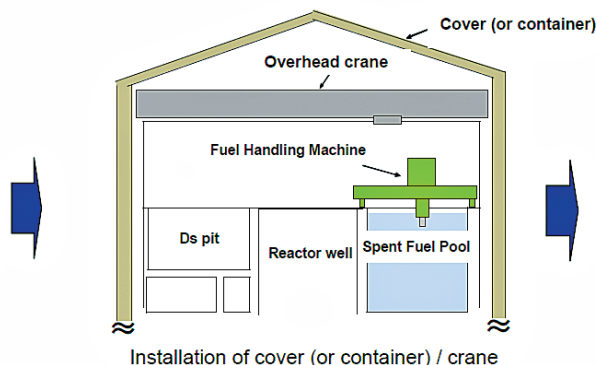 Cover (or container)
Overhead crane
Fuel Handling Machine
Ds pit
Reactor well
Spent Fuel Pool
Installation of cover (or container) / crane